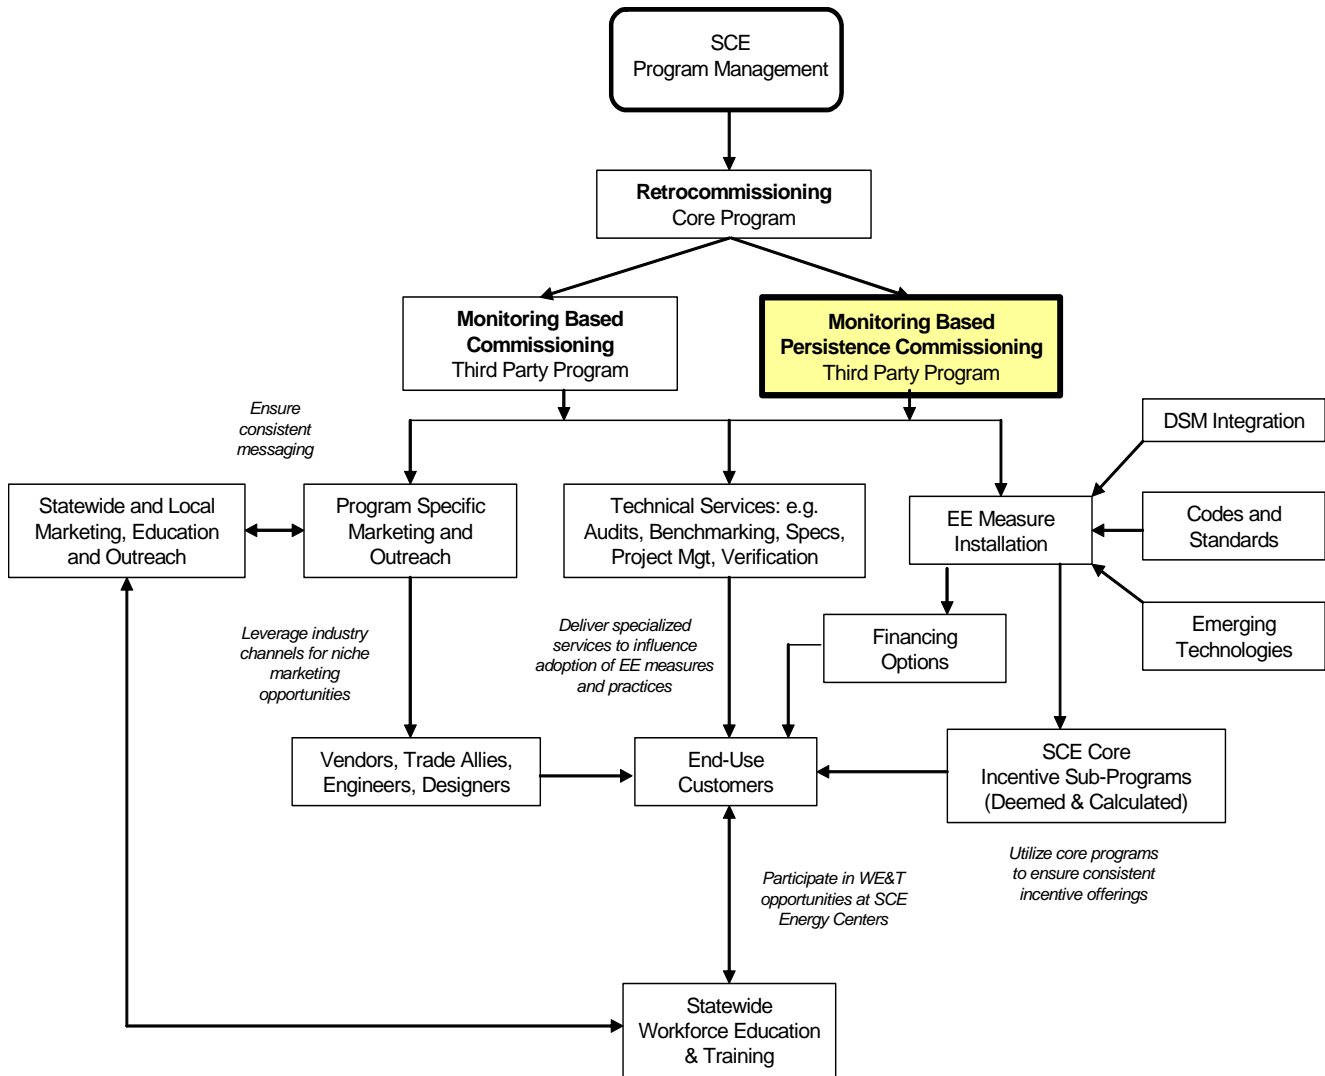 SCE
Program Management
Retrocommissioning
Core Program
Monitoring Based
Commissioning
Third Party Program
Monitoring Based
Persistence Commissioning
Third Party Program
Ensure
consistent
messaging
DSM Integration
Statewide and Local
Marketing, Education
and Outreach
Program Specific
Marketing and
Outreach
Technical Services: e.g.
Audits, Benchmarking, Specs,
Project Mgt, Verification
EE Measure
Installation
Codes and
Standards
Leverage industry
channels for niche
marketing
opportunities
Deliver specialized
services to influence
adoption of EE measures
and practices
Financing
Options
Emerging
Technologies
Vendors, Trade Allies,
Engineers, Designers
End-Use
Customers
SCE Core
Incentive Sub-Programs
(Deemed & Calculated)
Participate in WE&T
opportunities at SCE
Energy Centers
Utilize core programs
to ensure consistent
incentive offerings
Statewide
Workforce Education
& Training